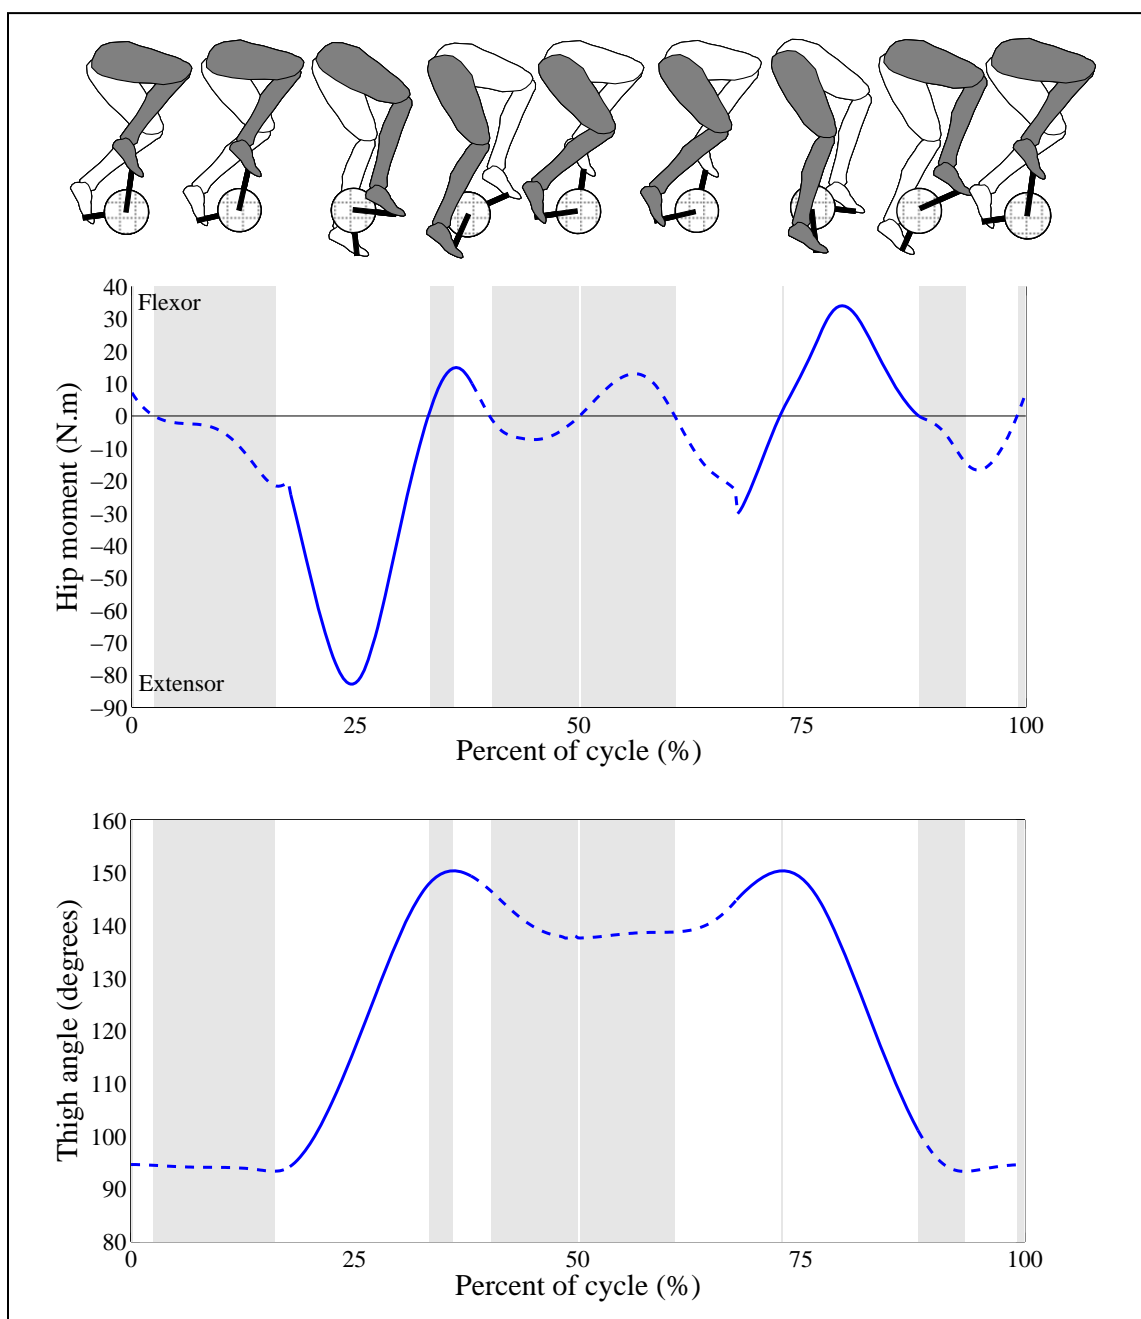 40
Flexor
30
20
10
0
−10
−20
−30
−40
−50
−60
−70
−80
Extensor
−90
Hip moment (N.m)
0 25 50 75 100
Percent of cycle (%)
160
150
140
130
120
110
100
90
80
Thigh angle (degrees)
0 25 50 75 100
Percent of cycle (%)